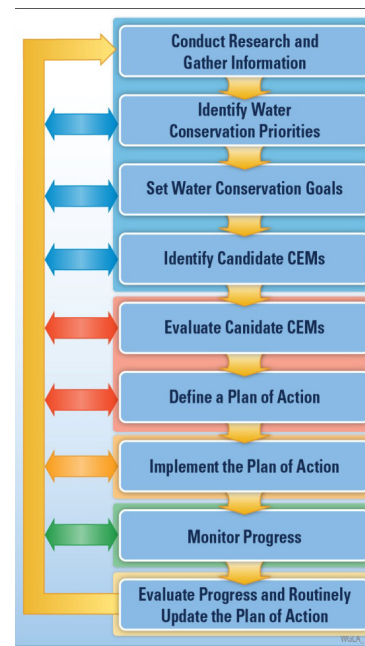 Conduct Research and
Gather Information
Identify Water
Conservation Priorities
Set Water Conservation Goals
Identify Candidate CEMs
Evaluate Canidate CEMs
Define a Plan of Action
Implement the Plan of Action
Monitor Progress
Evaluate Progress and Routinely
Update the Plan of Action